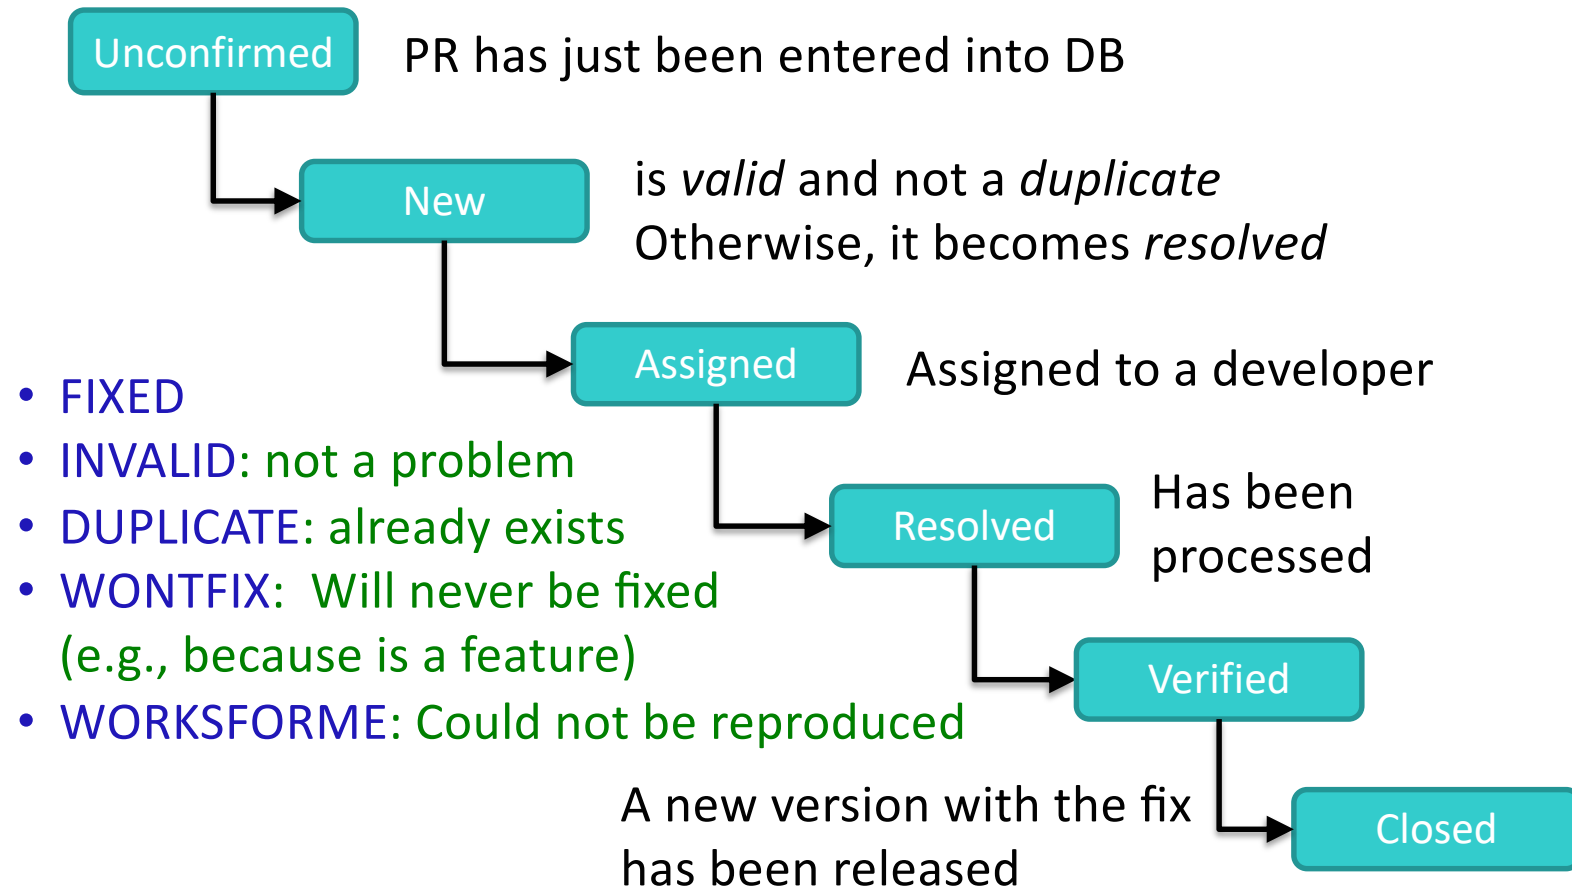 Unconfirmed
PR has just been entered into DB
New
is valid and not a duplicate
Otherwise, it becomes resolved
Assigned
Assigned to a developer
• FIXED
• INVALID: not a problem
• DUPLICATE: already exists
• WONTFIX: Will never be fixed
(e.g., because is a feature)
• WORKSFORME: Could not be reproduced
Resolved
Has been
processed
Verified
A new version with the fix
has been released
Closed